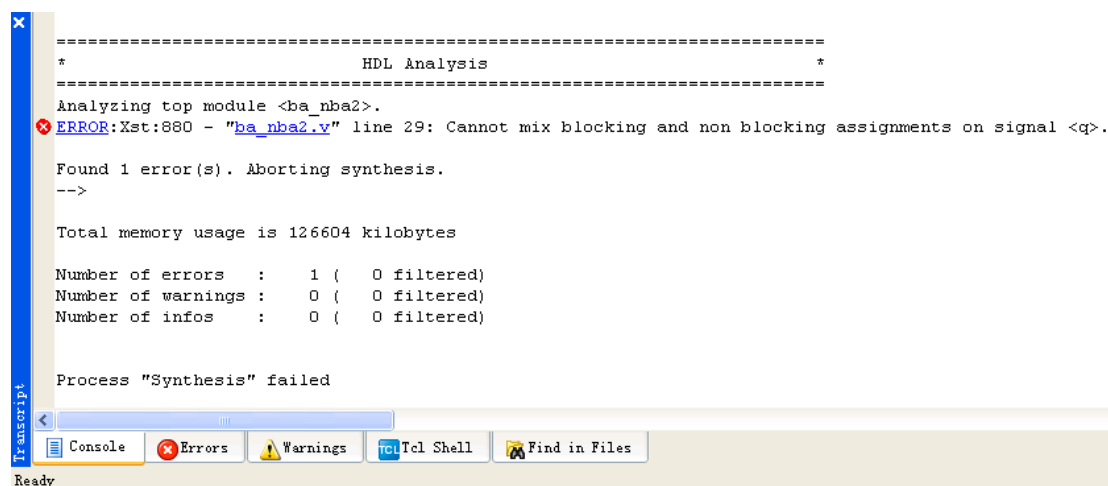 =========================================================================
*                            HDL Analysis                               *
=========================================================================
Analyzing top module <ba_nba2>.
ERROR:Xst:880 - "ba_nba2.v" line 29: Cannot mix blocking and non blocking assignments on signal <q>.
Found 1 error(s). Aborting synthesis.
-->
Total memory usage is 126604 kilobytes
Number of errors   :    1 (   0 filtered)
Number of warnings :    0 (   0 filtered)
Number of infos    :    0 (   0 filtered)
Process "Synthesis" failed
Transcript
Console Errors Warnings TCL Tcl Shell Find in Files
Ready